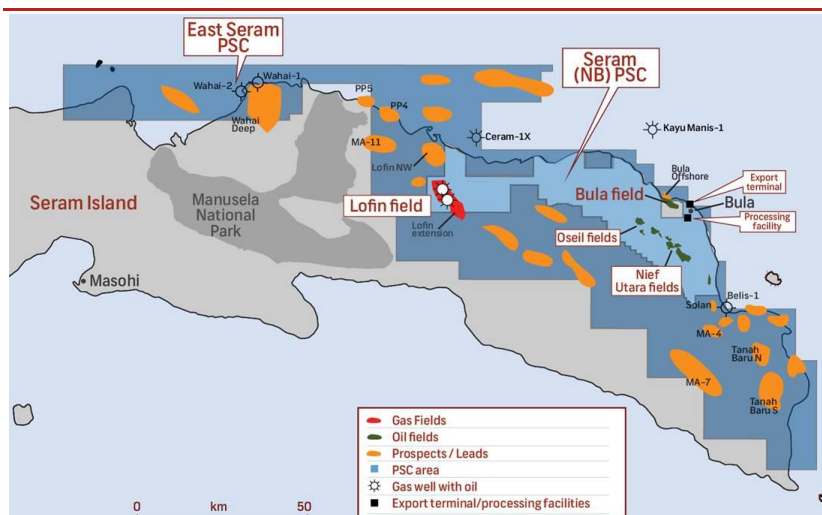 East Seram
PSC
Seram
(NB) PSC
Wahai-2
Wahai-1
PP5
PP4
Wahai
Deep
Ceram-1X
Kayu Manis-1
MA-11
Lofin NW
Bula
Offshore
Export
terminal
Manusela
National
Park
Bula field
Bula
Seram Island
Lofin field
Processing
facility
Lofin
extension
Oseil fields
Nief
Utara fields
Masohi
Belis-1
Solan
MA-4
Tanah
Baru N
MA-7
Tanah
Baru S
Gas Fields
Oil fields
Prospects / Leads
PSC area
Gas well with oil
Export terminal/processing facilities
0 km 50